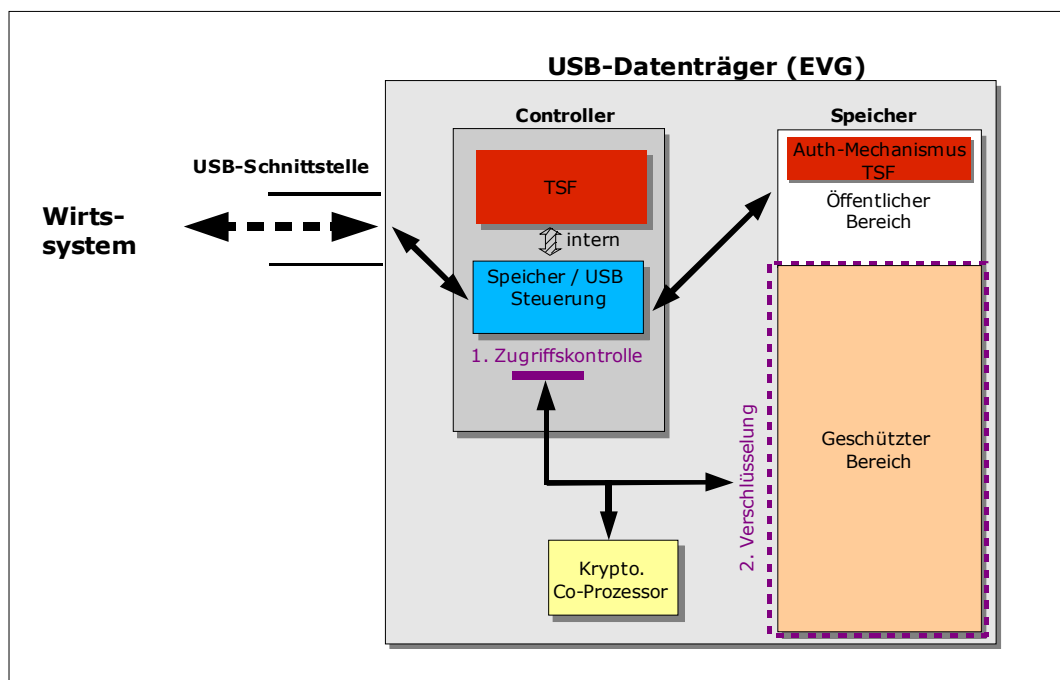 USB-Datenträger (EVG)
Controller
Speicher
TSF
Auth-Mechanismus
TSF
Öffentlicher
Bereich
USB-Schnittstelle
Wirts-
system
intern
Speicher / USB
Steuerung
1. Zugriffskontrolle
Geschützter
Bereich
2. Verschlüsselung
Krypto.
Co-Prozessor